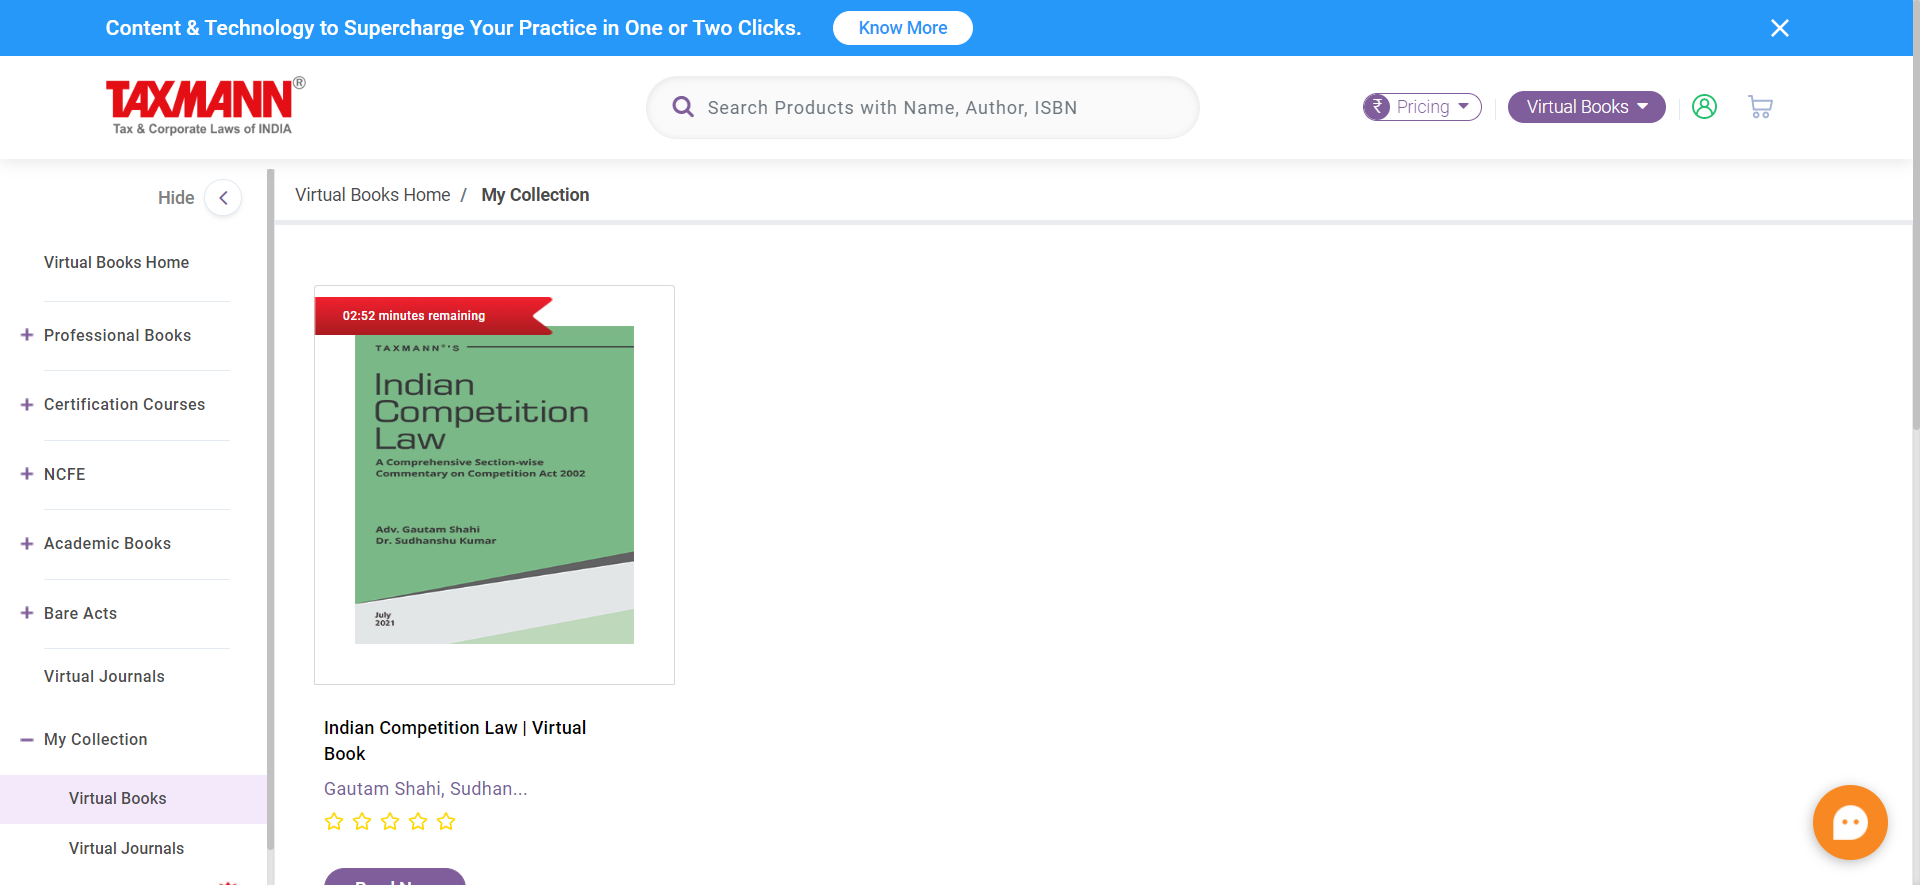 Content & Technology to Supercharge Your Practice in One or Two Clicks.
Know More
TAXMANN®
Tax & Corporate Laws of INDIA
Search Products with Name, Author, ISBN
₹ Pricing
Virtual Books
Hide
Virtual Books Home / My Collection
Virtual Books Home
Professional Books
Certification Courses
NCFE
Academic Books
Bare Acts
Virtual Journals
My Collection
Virtual Books
Virtual Journals
02:52 minutes remaining
TAXMANN®'S
Indian
Competition
Law
A Comprehensive Section-wise
Commentary on Competition Act 2002
Adv. Gautam Shahi
Dr. Sudhanshu Kumar
July
2021
Indian Competition Law | Virtual
Book
Gautam Shahi, Sudhan...